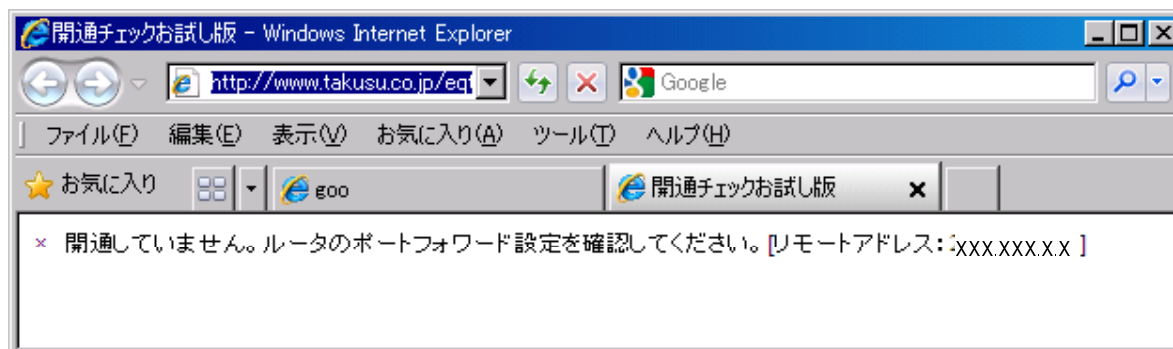 開通チェックお試し版 - Windows Internet Explorer
http://www.takusu.co.jp/eqt Google
ファイル(F) 編集(E) 表示(V) お気に入り(A) ツール(T) ヘルプ(H)
お気に入り goo 開通チェックお試し版
× 開通していません。ルータのポートフォワード設定を確認してください。[リモートアドレス: xxx.xxx.x.x ]